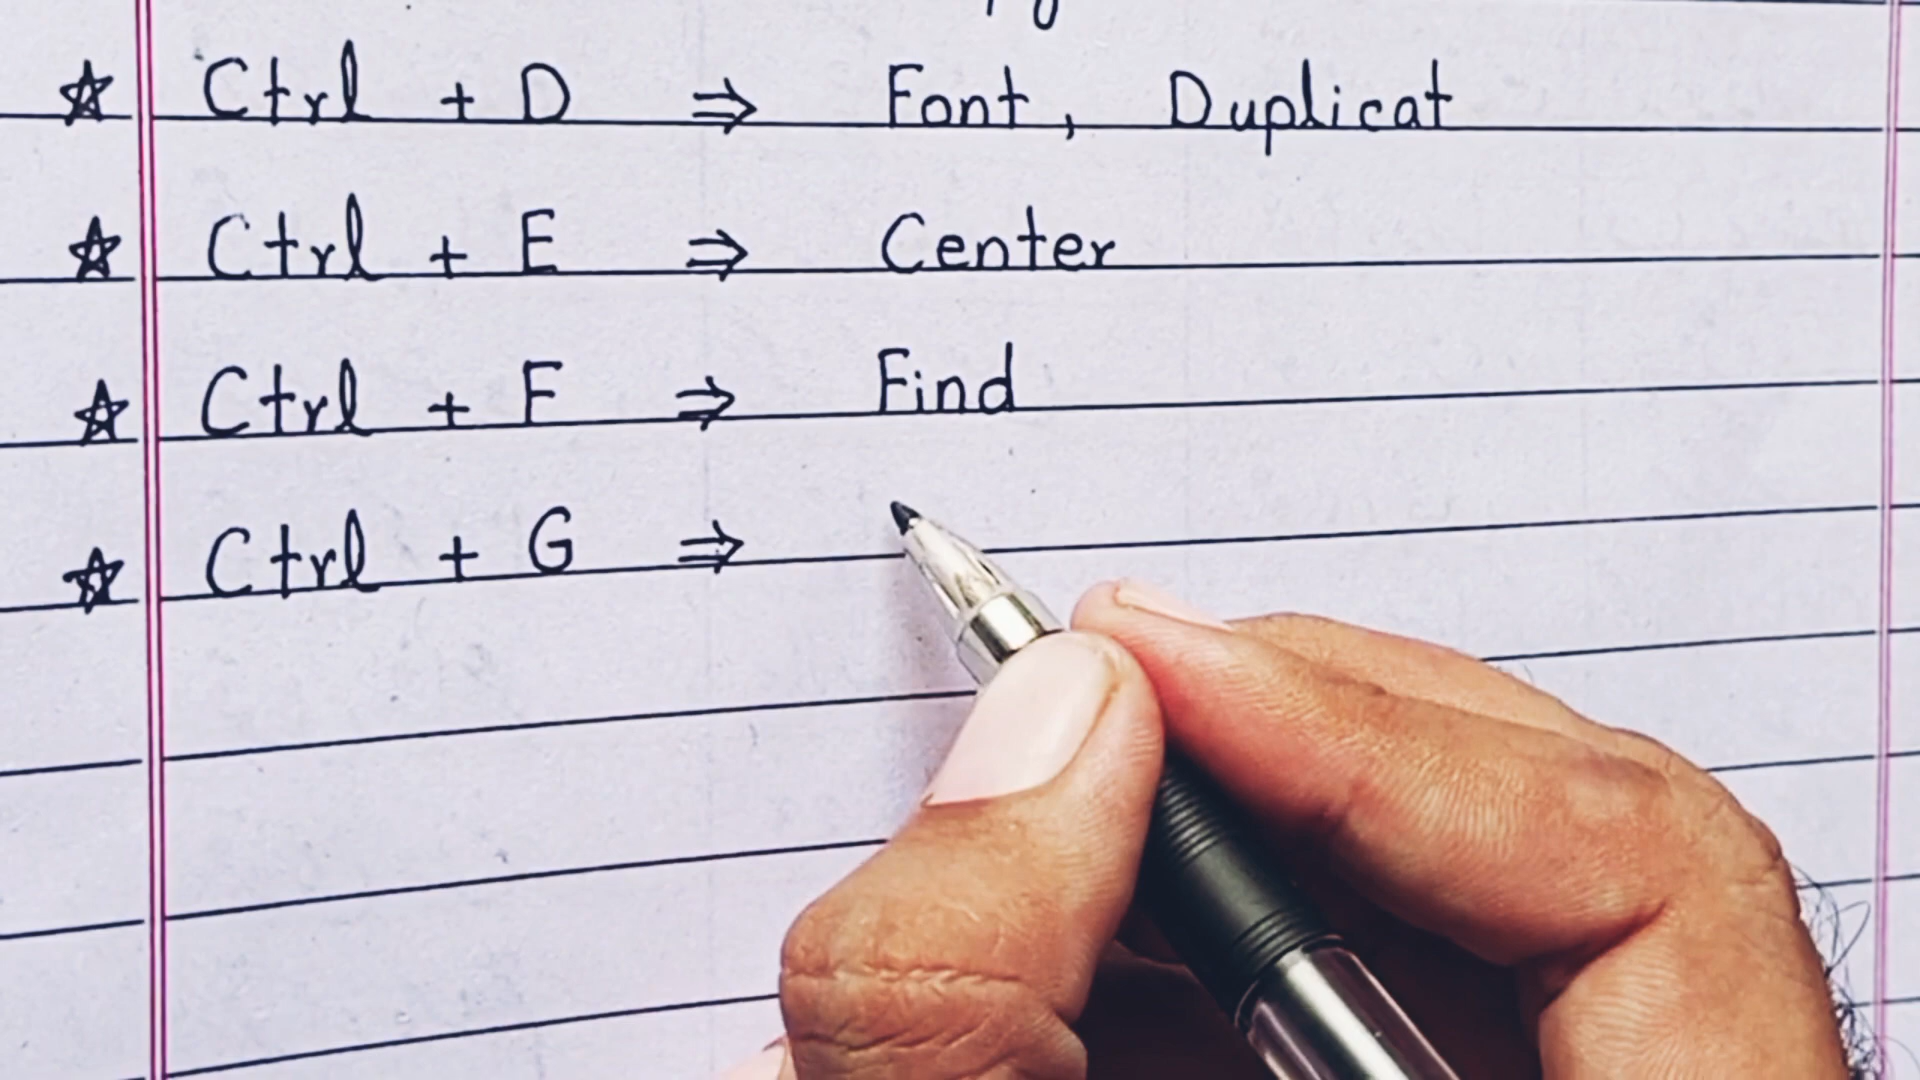 ☆ Ctrl + D ⇒ Font, Duplicat
☆ Ctrl + E ⇒ Center
☆ Ctrl + F ⇒ Find
☆ Ctrl + G ⇒